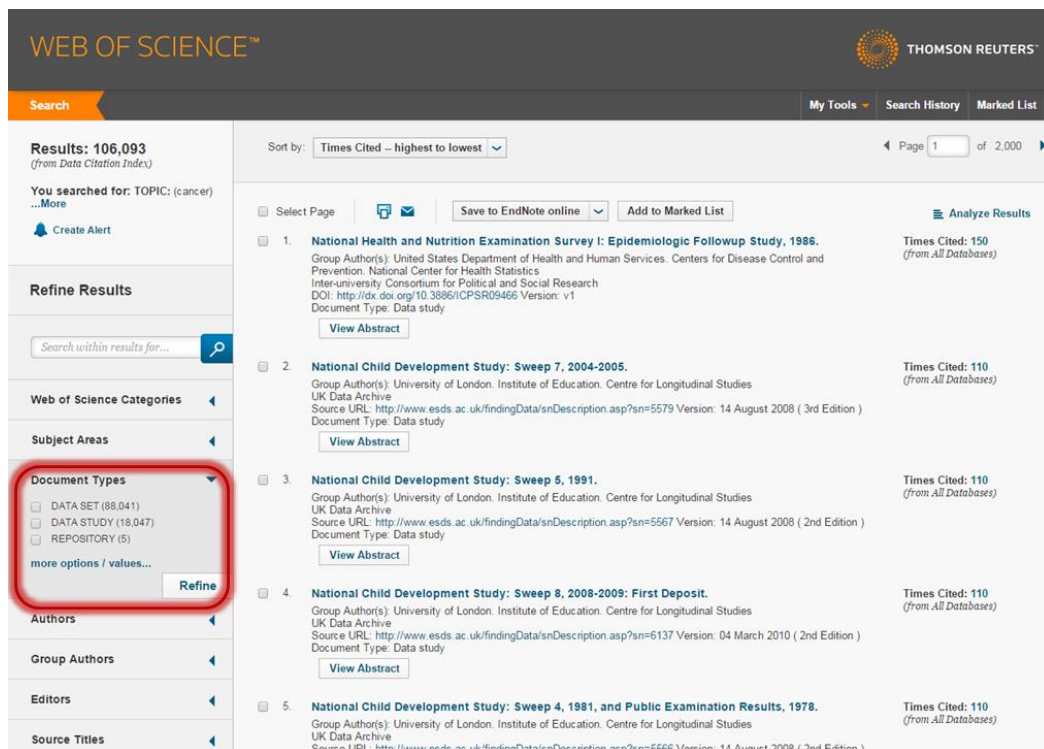 WEB OF SCIENCE™
THOMSON REUTERS™
Search
My Tools
Search History
Marked List
Results: 106,093
(from Data Citation Index)
You searched for: TOPIC: (cancer)
...More
Create Alert
Refine Results
Search within results for...
Web of Science Categories
Subject Areas
Document Types
DATA SET (88,041)
DATA STUDY (18,047)
REPOSITORY (5)
more options / values...
Refine
Authors
Group Authors
Editors
Source Titles
Sort by: Times Cited -- highest to lowest
Page 1 of 2,000
Select Page
Save to EndNote online
Add to Marked List
Analyze Results
1. National Health and Nutrition Examination Survey I: Epidemiologic Followup Study, 1986.
Group Author(s): United States Department of Health and Human Services. Centers for Disease Control and
Prevention. National Center for Health Statistics
Inter-university Consortium for Political and Social Research
DOI: http://dx.doi.org/10.3886/ICPSR09466 Version: v1
Document Type: Data study
View Abstract
Times Cited: 150
(from All Databases)
2. National Child Development Study: Sweep 7, 2004-2005.
Group Author(s): University of London. Institute of Education. Centre for Longitudinal Studies
UK Data Archive
Source URL: http://www.esds.ac.uk/findingData/snDescription.asp?sn=5579 Version: 14 August 2008 ( 3rd Edition )
Document Type: Data study
View Abstract
Times Cited: 110
(from All Databases)
3. National Child Development Study: Sweep 5, 1991.
Group Author(s): University of London. Institute of Education. Centre for Longitudinal Studies
UK Data Archive
Source URL: http://www.esds.ac.uk/findingData/snDescription.asp?sn=5567 Version: 14 August 2008 ( 2nd Edition )
Document Type: Data study
View Abstract
Times Cited: 110
(from All Databases)
4. National Child Development Study: Sweep 8, 2008-2009: First Deposit.
Group Author(s): University of London. Institute of Education. Centre for Longitudinal Studies
UK Data Archive
Source URL: http://www.esds.ac.uk/findingData/snDescription.asp?sn=6137 Version: 04 March 2010 ( 2nd Edition )
Document Type: Data study
View Abstract
Times Cited: 110
(from All Databases)
5. National Child Development Study: Sweep 4, 1981, and Public Examination Results, 1978.
Group Author(s): University of London. Institute of Education. Centre for Longitudinal Studies
UK Data Archive
Source URL: http://www.esds.ac.uk/findingData/snDescription.asp?sn=5566 Version: 14 August 2008 ( 2nd Edition )
Times Cited: 110
(from All Databases)